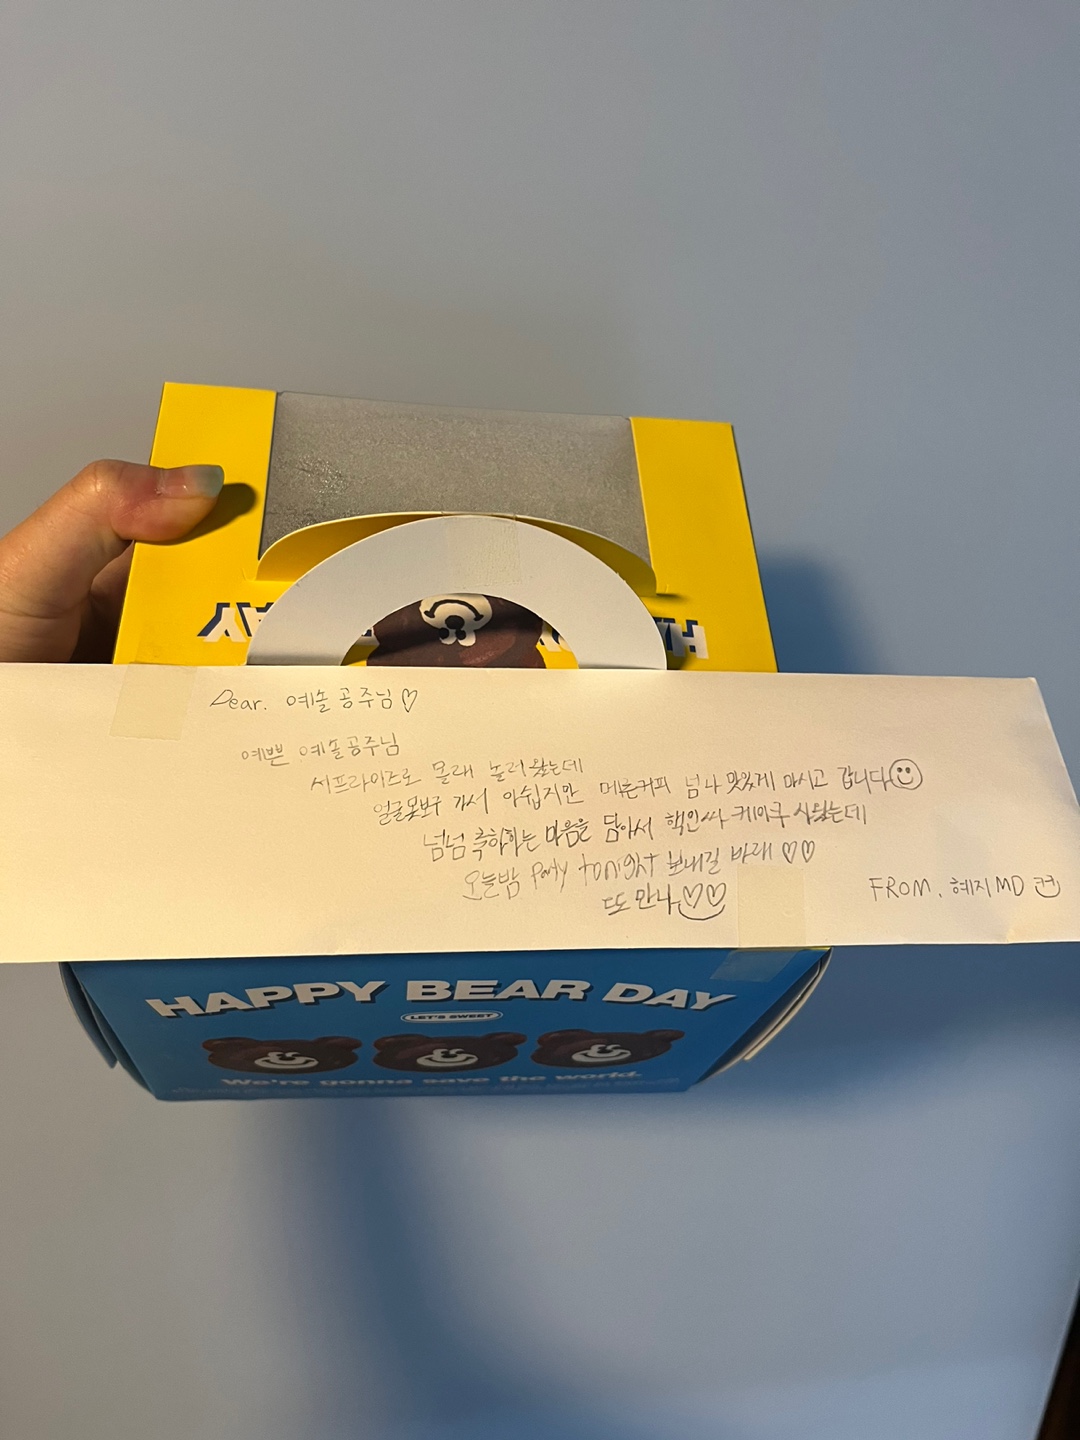 Dear. 예솔공주님♡
예쁜 예솔공주님
서프라이즈로 몰래 놀러왔는데
얼굴못보구 가서 아쉽지만 메론커피 넘나 맛있게 마시고 갑니다☺
넘넘 축하하는 마음을 담아서 핵인싸 케이쿠 사왔는데
오늘밤 party tonight 보내길 바래♡♡
또 만나♡♡
FROM. 혜지MD
HAPPY BEAR DAY
LET'S SWEET
We're gonna save the world.